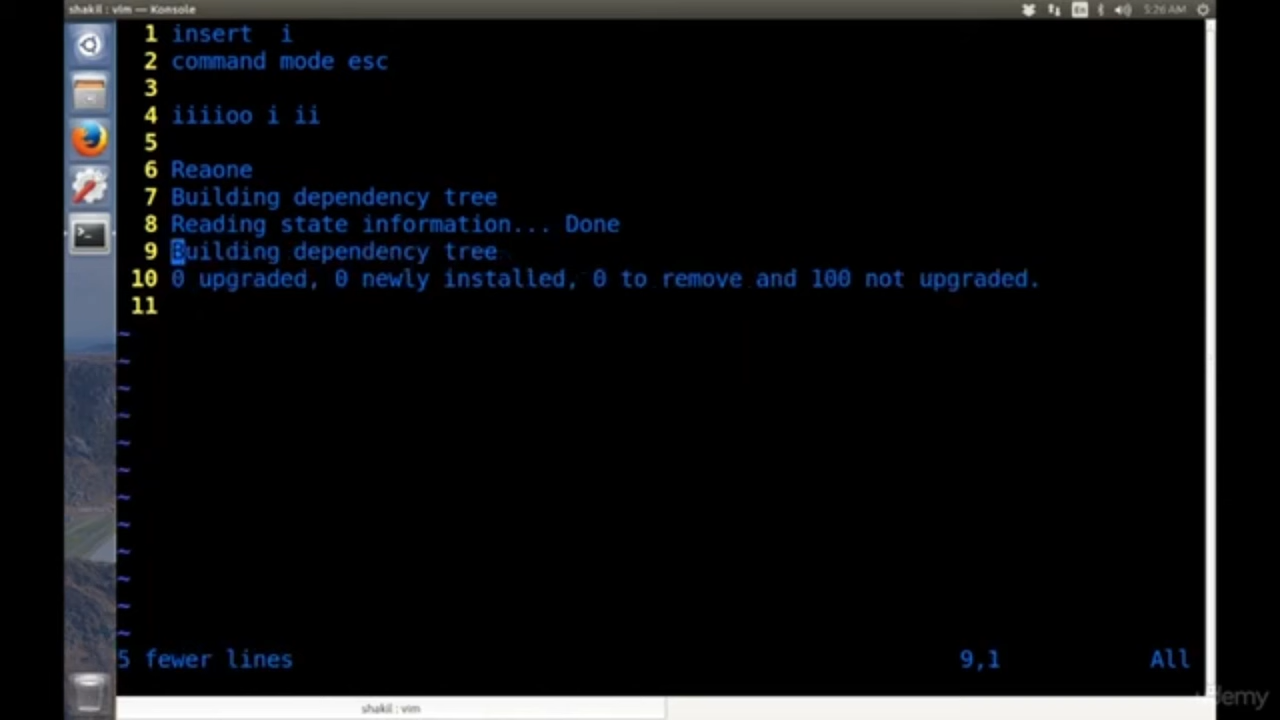 shakil : vim — Konsole
En
5:26 AM
1 insert  i
2 command mode esc
3
4 iiiioo i ii
5
6 Reaone
7 Building dependency tree
8 Reading state information... Done
9 Building dependency tree
10 0 upgraded, 0 newly installed, 0 to remove and 100 not upgraded.
11
~
~
~
~
~
~
~
~
~
~
~
~
5 fewer lines 9,1 All
shakil : vim